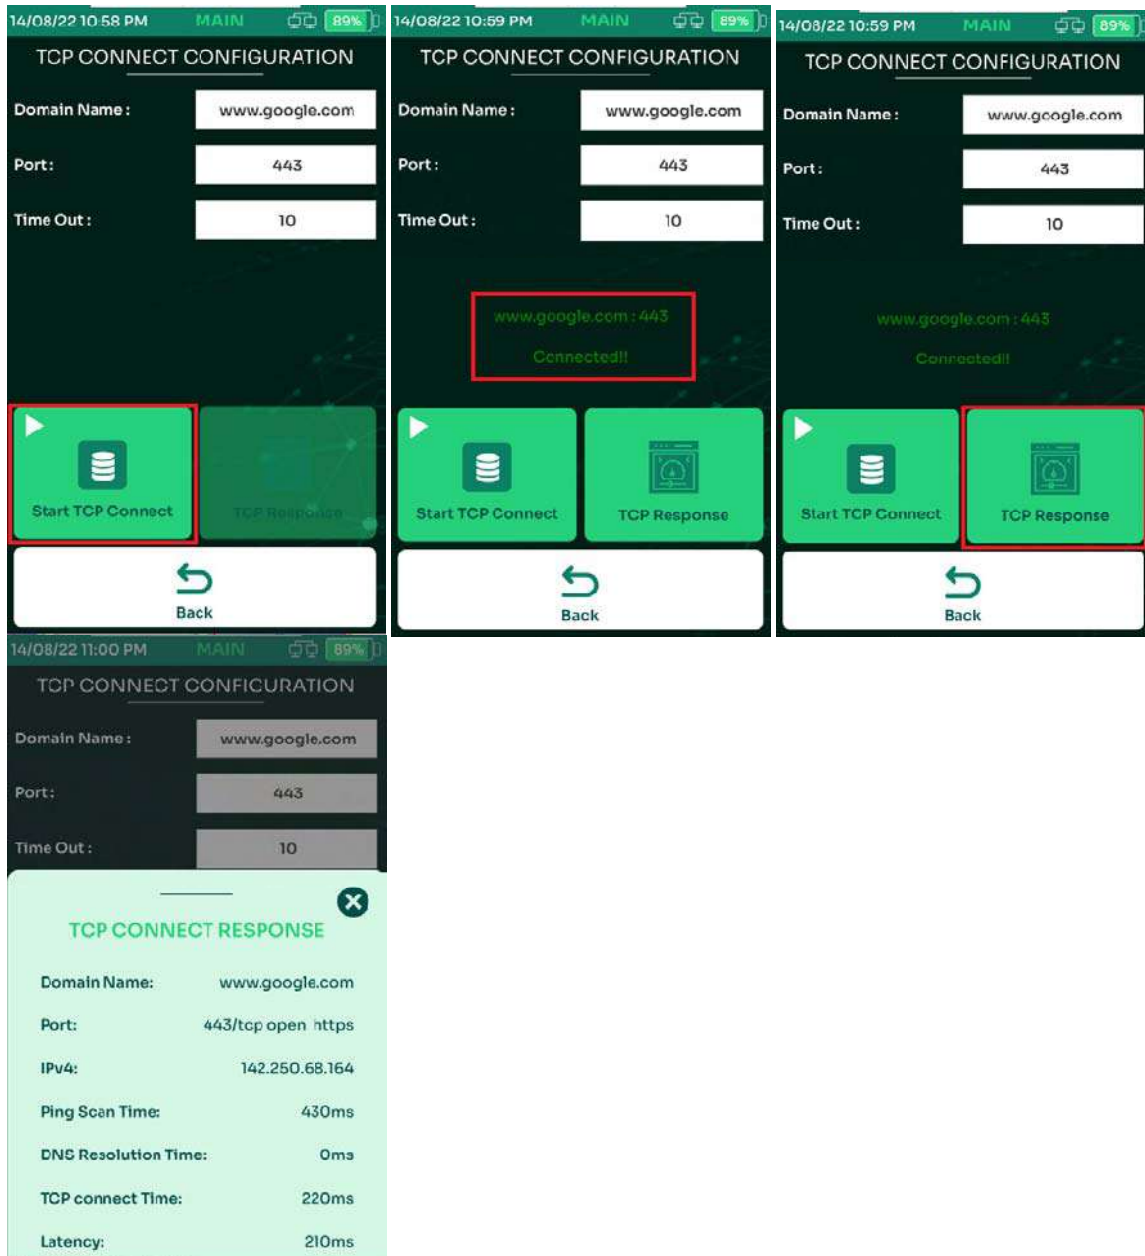 14/08/22 10:58 PM MAIN 89%
TCP CONNECT CONFIGURATION
Domain Name : www.google.com
Port : 443
Time Out : 10
Start TCP Connect TCP Response
Back
14/08/22 10:59 PM MAIN 89%
TCP CONNECT CONFIGURATION
Domain Name : www.google.com
Port : 443
Time Out : 10
www.google.com : 443
Connected!!
Start TCP Connect TCP Response
Back
14/08/22 10:59 PM MAIN 89%
TCP CONNECT CONFIGURATION
Domain Name : www.google.com
Port : 443
Time Out : 10
www.google.com : 443
Connected!!
Start TCP Connect TCP Response
Back
14/08/22 11:00 PM MAIN 89%
TCP CONNECT CONFIGURATION
Domain Name : www.google.com
Port : 443
Time Out : 10
TCP CONNECT RESPONSE
Domain Name: www.google.com
Port: 443/tcp open https
IPv4: 142.250.68.164
Ping Scan Time: 430ms
DNS Resolution Time: 0ms
TCP connect Time: 220ms
Latency: 210ms